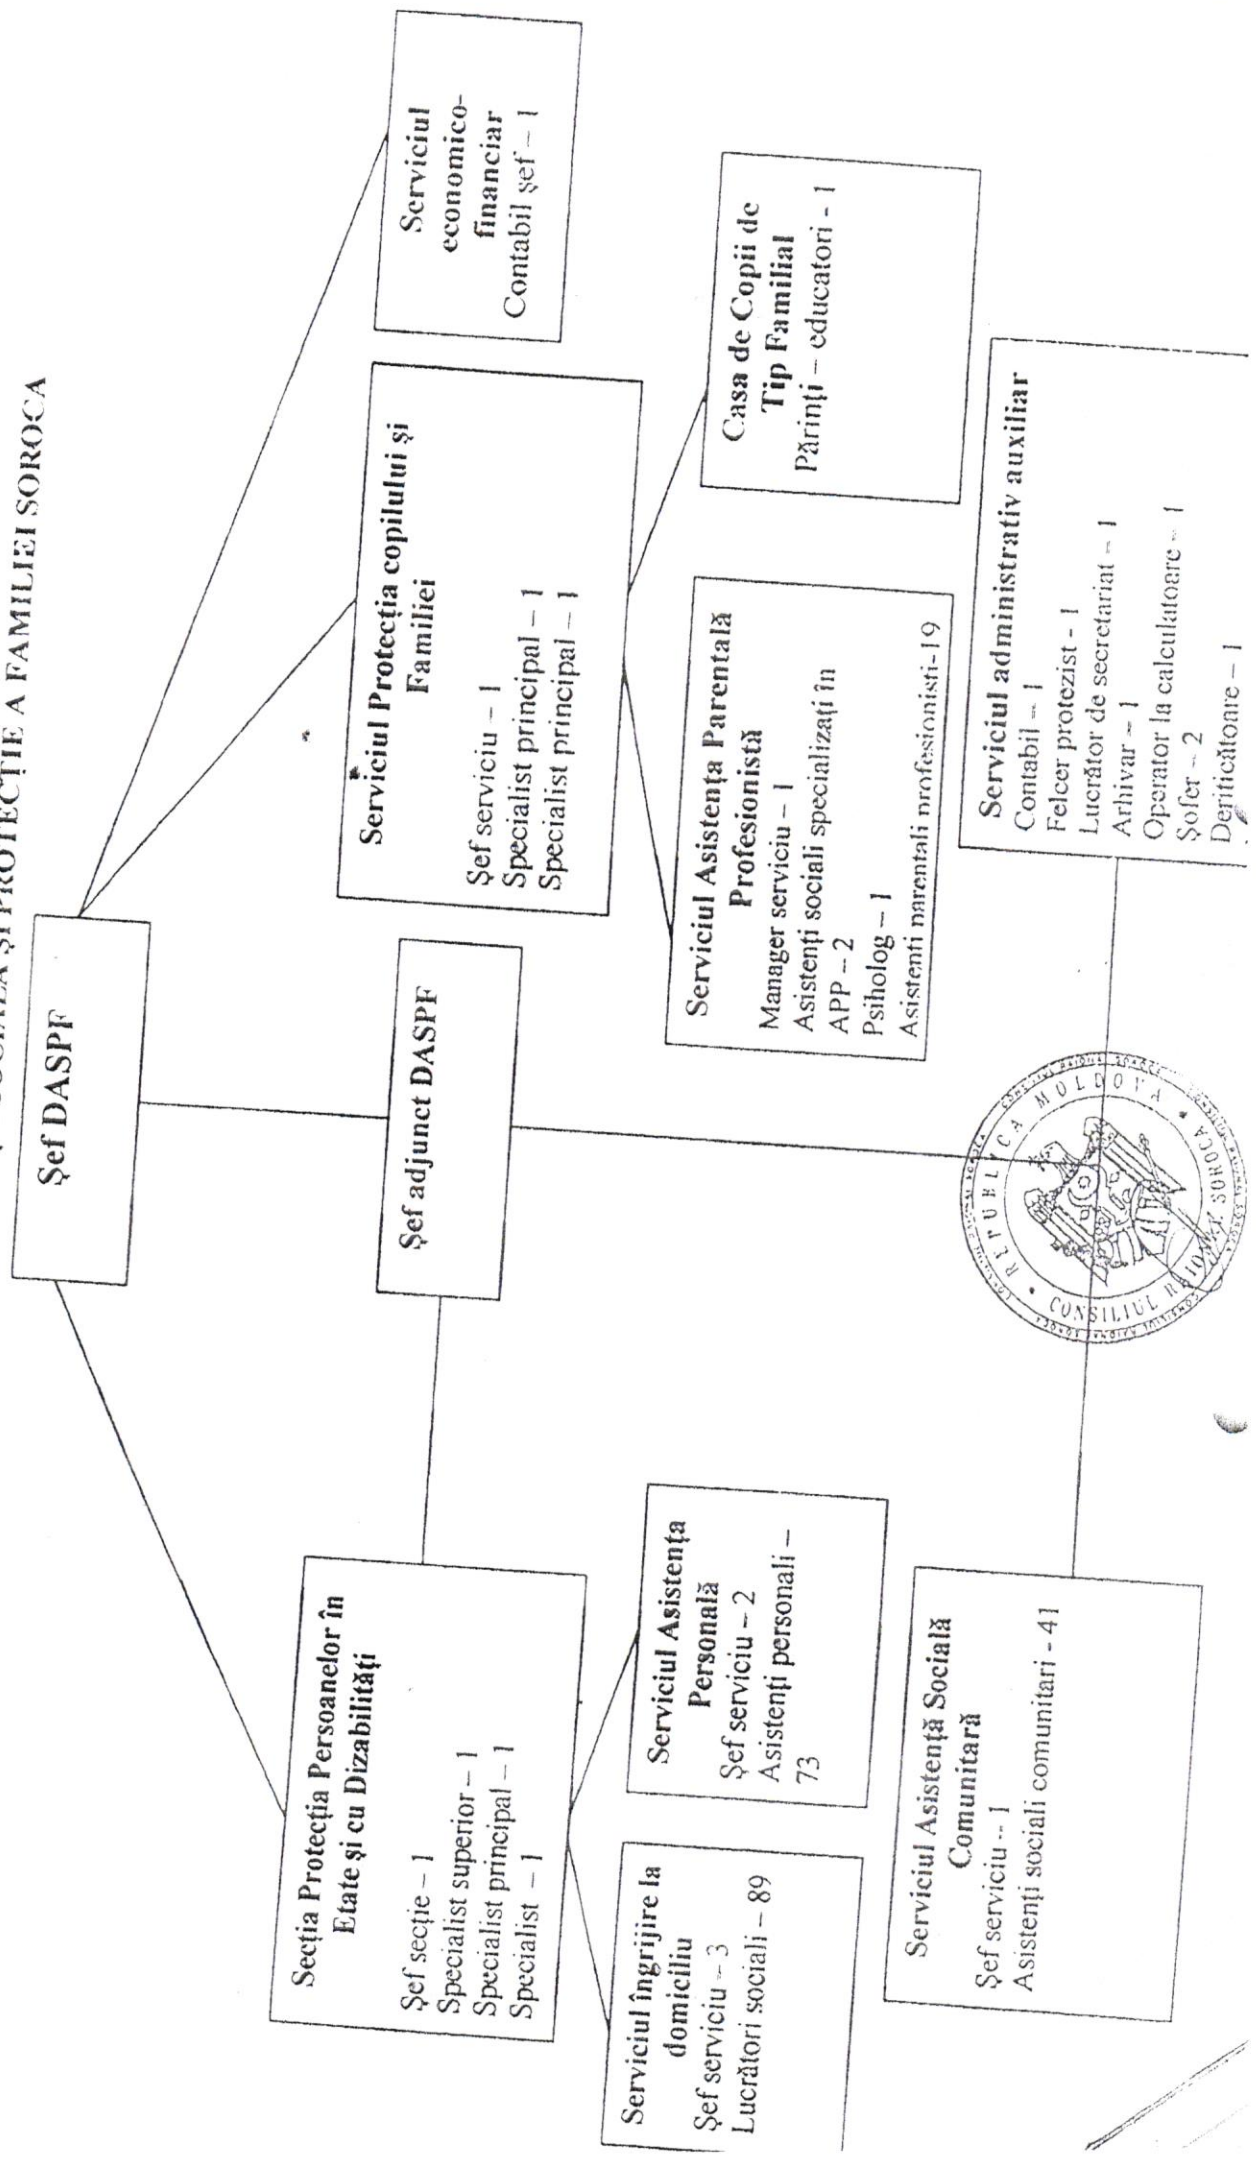 SOCIALĂ ȘI PROTECȚIE A FAMILIEI SOROCA
Șef DASPF
Șef adjunct DASPF
Secția Protecția Persoanelor în
Etate și cu Dizabilități
Șef secție – 1
Specialist superior – 1
Specialist principal – 1
Specialist – 1
Serviciul Protecția copilului și
Familiei
Șef serviciu – 1
Specialist principal – 1
Specialist principal – 1
Serviciul
economico-
financiar
Contabil șef – 1
Serviciul îngrijire la
domiciliu
Șef serviciu – 3
Lucrători sociali – 89
Serviciul Asistența
Personală
Șef serviciu – 2
Asistenți personali –
73
Serviciul Asistența Parentală
Profesionistă
Manager serviciu – 1
Asistenți sociali specializați în
APP – 2
Psiholog – 1
Asistenti parentali profesionisti-19
Casa de Copii de
Tip Familial
Părinți – educatori - 1
Serviciul Asistență Socială
Comunitară
Șef serviciu – 1
Asistenți sociali comunitari - 41
Serviciul administrativ auxiliar
Contabil – 1
Felcer protezist - 1
Lucrător de secretariat – 1
Arhivar – 1
Operator la calculatoare – 1
Șofer – 2
Deriticătoare – 1
REPUBLICA MOLDOVA
CONSILIUL RAIONAL SOROCA